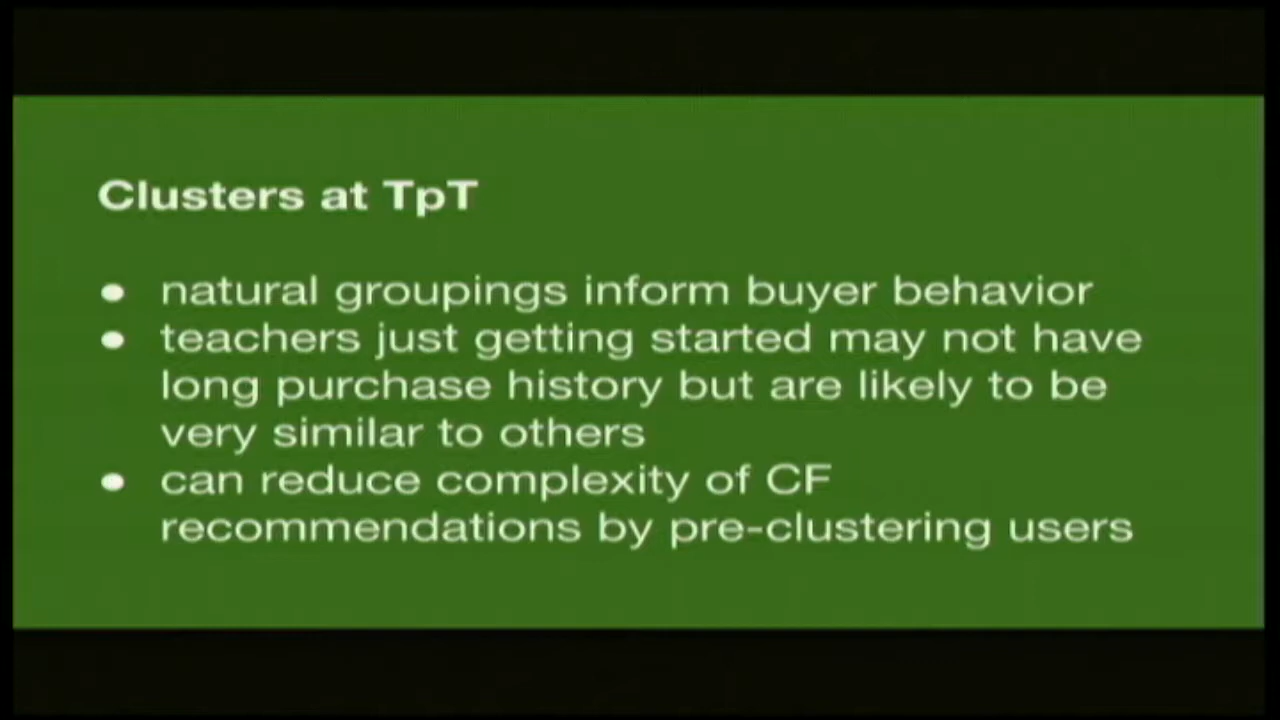 Clusters at TpT
● natural groupings inform buyer behavior
● teachers just getting started may not have
long purchase history but are likely to be
very similar to others
● can reduce complexity of CF
recommendations by pre-clustering users